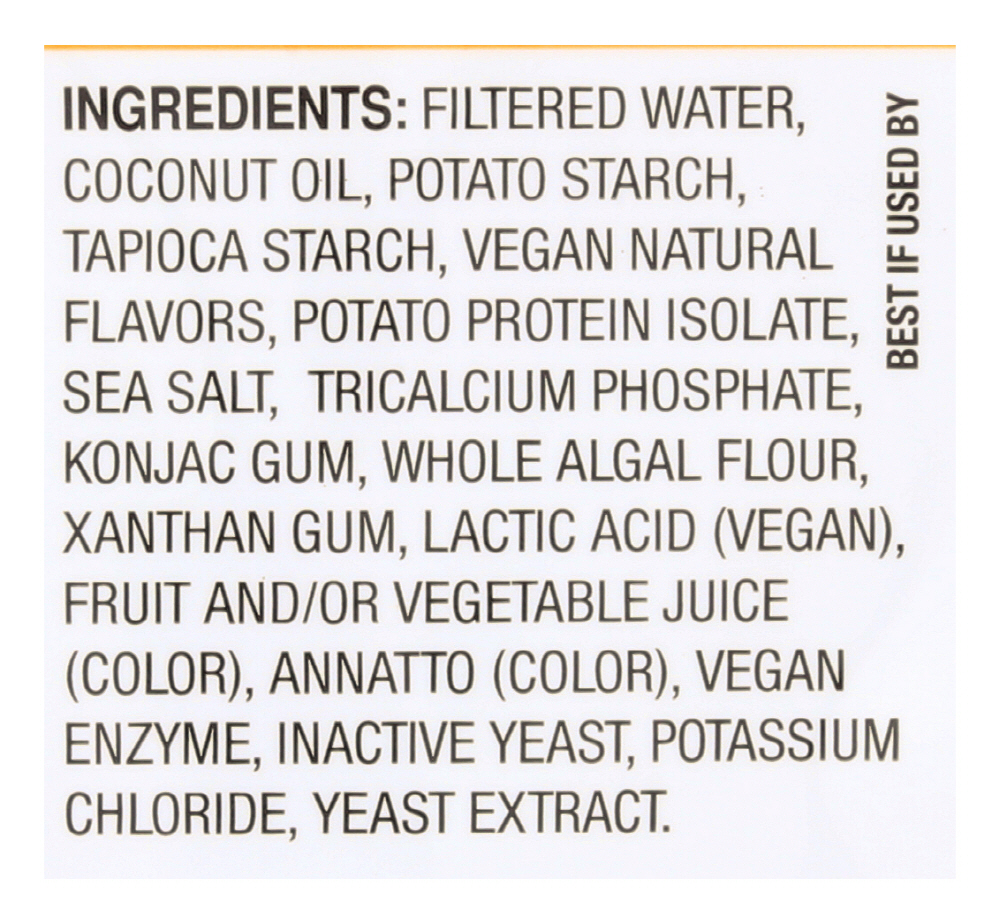 INGREDIENTS: FILTERED WATER,
COCONUT OIL, POTATO STARCH,
TAPIOCA STARCH, VEGAN NATURAL
FLAVORS, POTATO PROTEIN ISOLATE,
SEA SALT, TRICALCIUM PHOSPHATE,
KONJAC GUM, WHOLE ALGAL FLOUR,
XANTHAN GUM, LACTIC ACID (VEGAN),
FRUIT AND/OR VEGETABLE JUICE
(COLOR), ANNATTO (COLOR), VEGAN
ENZYME, INACTIVE YEAST, POTASSIUM
CHLORIDE, YEAST EXTRACT.
BEST IF USED BY